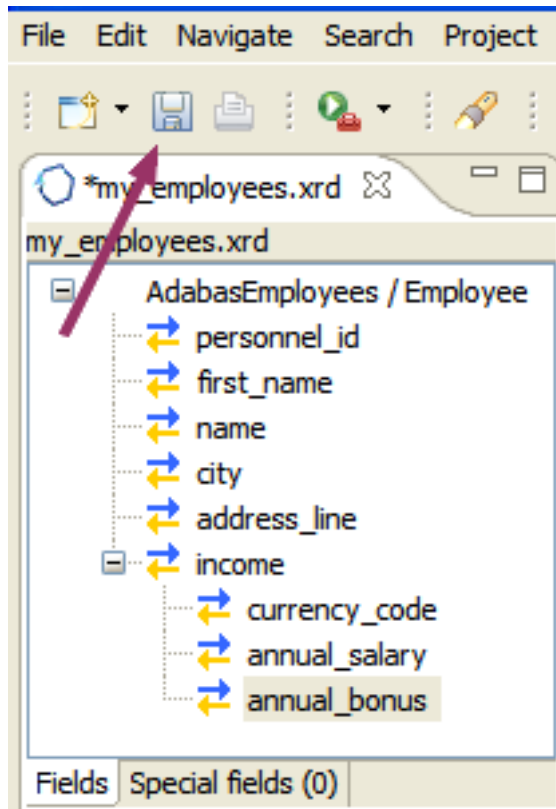 File Edit Navigate Search Project
*my_employees.xrd
my_employees.xrd
AdabasEmployees / Employee
personnel_id
first_name
name
city
address_line
income
currency_code
annual_salary
annual_bonus
Fields Special fields (0)